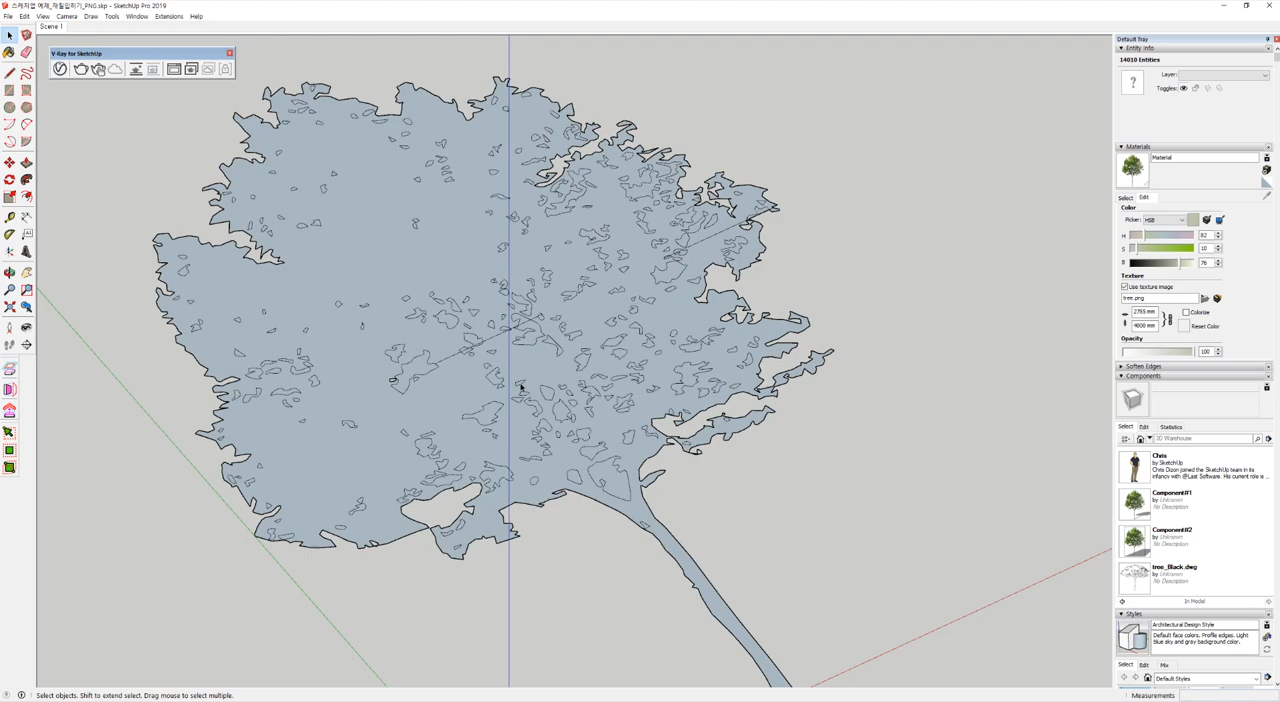 스케치업 예제_재질입히기_PNG.skp - SketchUp Pro 2019
File Edit View Camera Draw Tools Window Extensions Help
Scene 1
V-Ray for SketchUp
Default Tray
Entity Info
14010 Entities
Layer:
Toggles:
?
Materials
Material
Select Edit
Color
Picker: HSB
H 82
S 10
B 76
Texture
Use texture image
tree.png
2765 mm
Colorize
4000 mm
Reset Color
Opacity
100
Soften Edges
Components
Select Edit Statistics
3D Warehouse
Chris
by SketchUp
Chris Dizon joined the SketchUp team in its
infancy with @Last Software. His current role is ...
Component#1
by Unknown
No Description
Component#2
by Unknown
No Description
tree_Black.dwg
by Unknown
No Description
In Model
Styles
Architectural Design Style
Default face colors. Profile edges. Light
blue sky and gray background color.
Select Edit Mix
Default Styles
Select objects. Shift to extend select. Drag mouse to select multiple.
Measurements